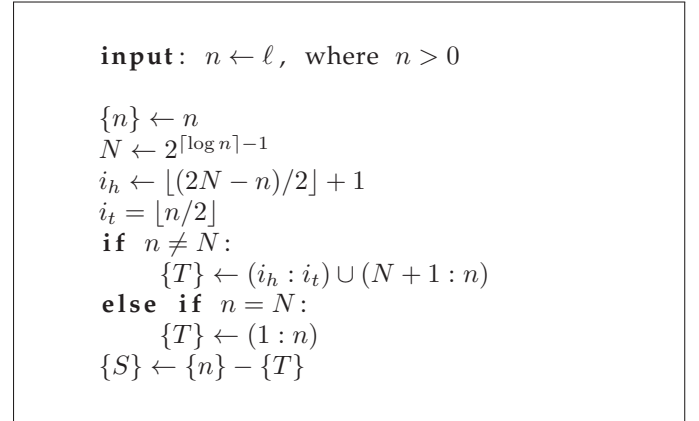 input: n ← ℓ, where n > 0
{n} ← n
N ← 2^{⌈log n⌉−1}
i_h ← ⌊(2N − n)/2⌋ + 1
i_t = ⌊n/2⌋
if n ≠ N:
{T} ← (i_h : i_t) ∪ (N + 1 : n)
else if n = N:
{T} ← (1 : n)
{S} ← {n} − {T}